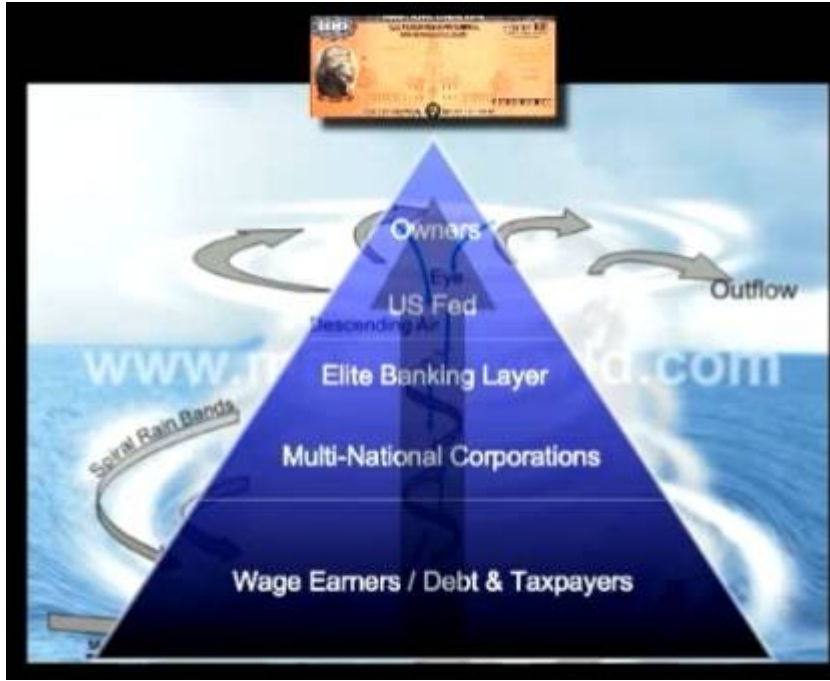 Owners
Eye
US Fed
Outflow
Descending Air
Elite Banking Layer
www.
d.com
Spiral Rain Bands
Multi-National Corporations
Wage Earners / Debt & Taxpayers